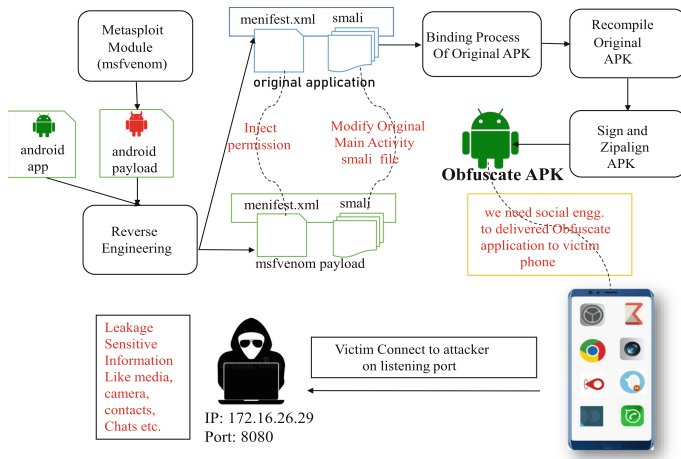 Metasploit
Module
(msfvenom)
menifest.xml
smali
original application
Binding Process
Of Original APK
Recompile
Original
APK
android
app
android
payload
Inject
permission
Modify Original
Main Activity
smali file
Sign and
Zipalign
APK
Obfuscate APK
Reverse
Engineering
menifest.xml
smali
msfvenom payload
we need social engg.
to delivered Obfuscate
application to victim
phone
Leakage
Sensitive
Information
Like media,
camera,
contacts,
Chats etc.
IP: 172.16.26.29
Port: 8080
Victim Connect to attacker
on listening port